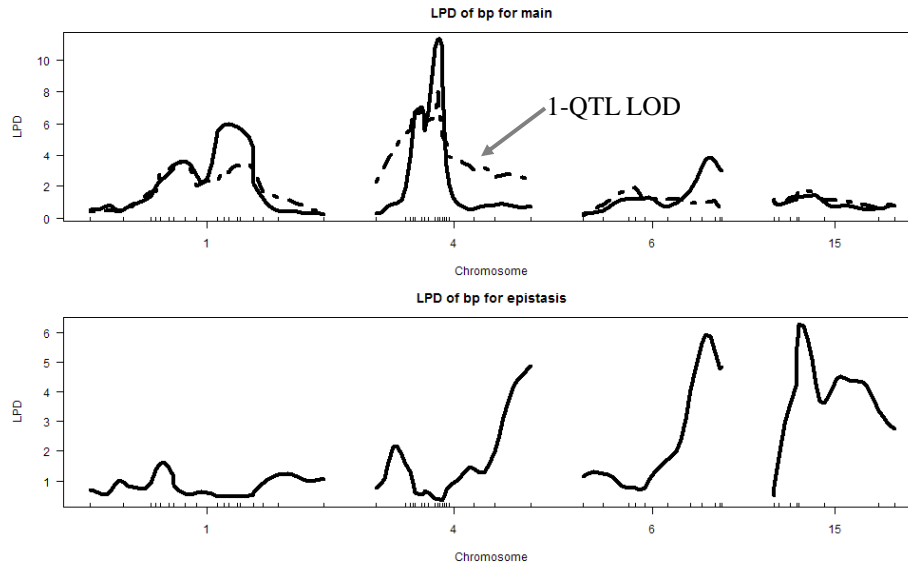 LPD of bp for main
10
8
6
4
2
0
LPD
1-QTL LOD
1 4 6 15
Chromosome
LPD of bp for epistasis
6
5
4
3
2
1
LPD
1 4 6 15
Chromosome